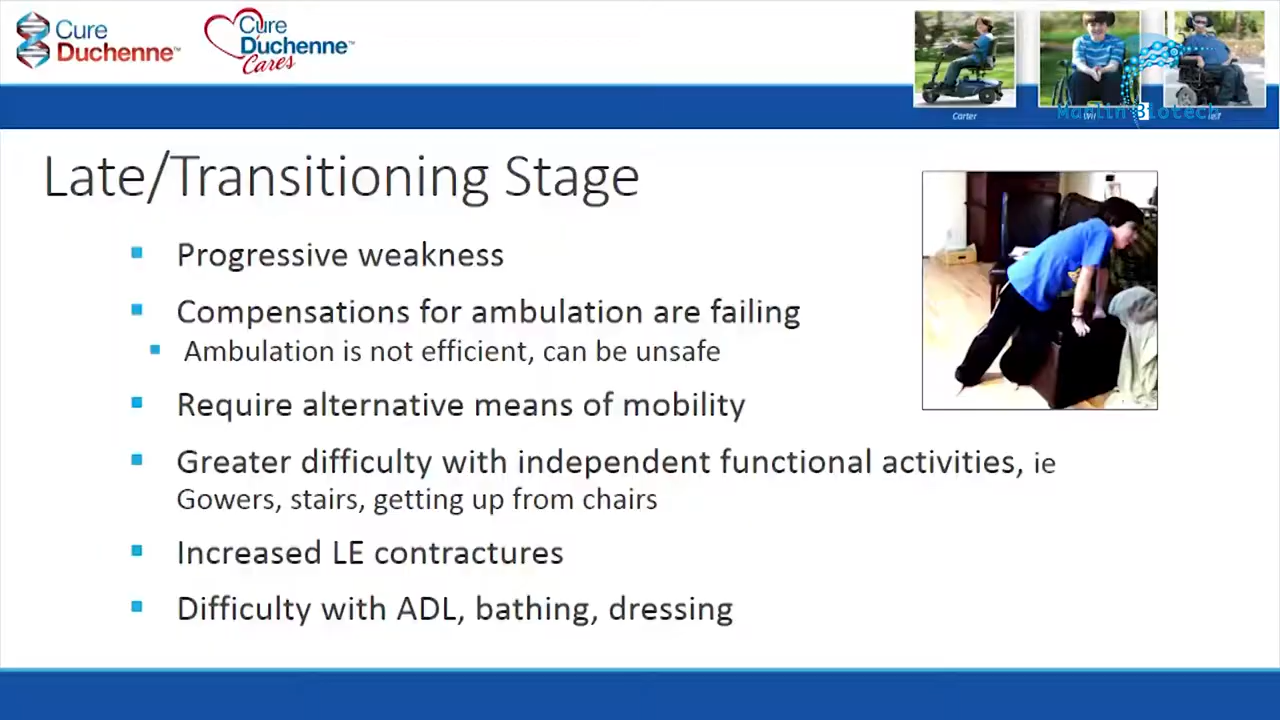 Cure
Duchenne™
Cure
Duchenne™
Cares
Carter
Late/Transitioning Stage
Progressive weakness
Compensations for ambulation are failing
Ambulation is not efficient, can be unsafe
Require alternative means of mobility
Greater difficulty with independent functional activities, ie
Gowers, stairs, getting up from chairs
Increased LE contractures
Difficulty with ADL, bathing, dressing